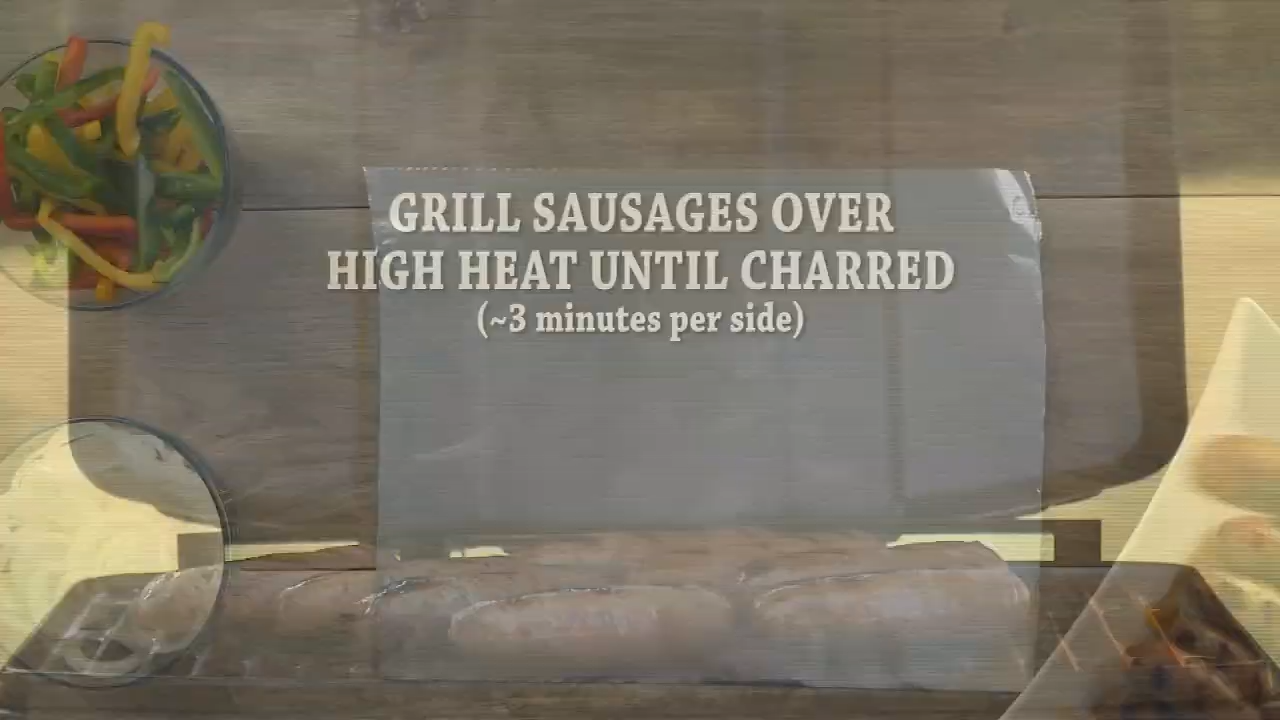 GRILL SAUSAGES OVER
HIGH HEAT UNTIL CHARRED
(~3 minutes per side)